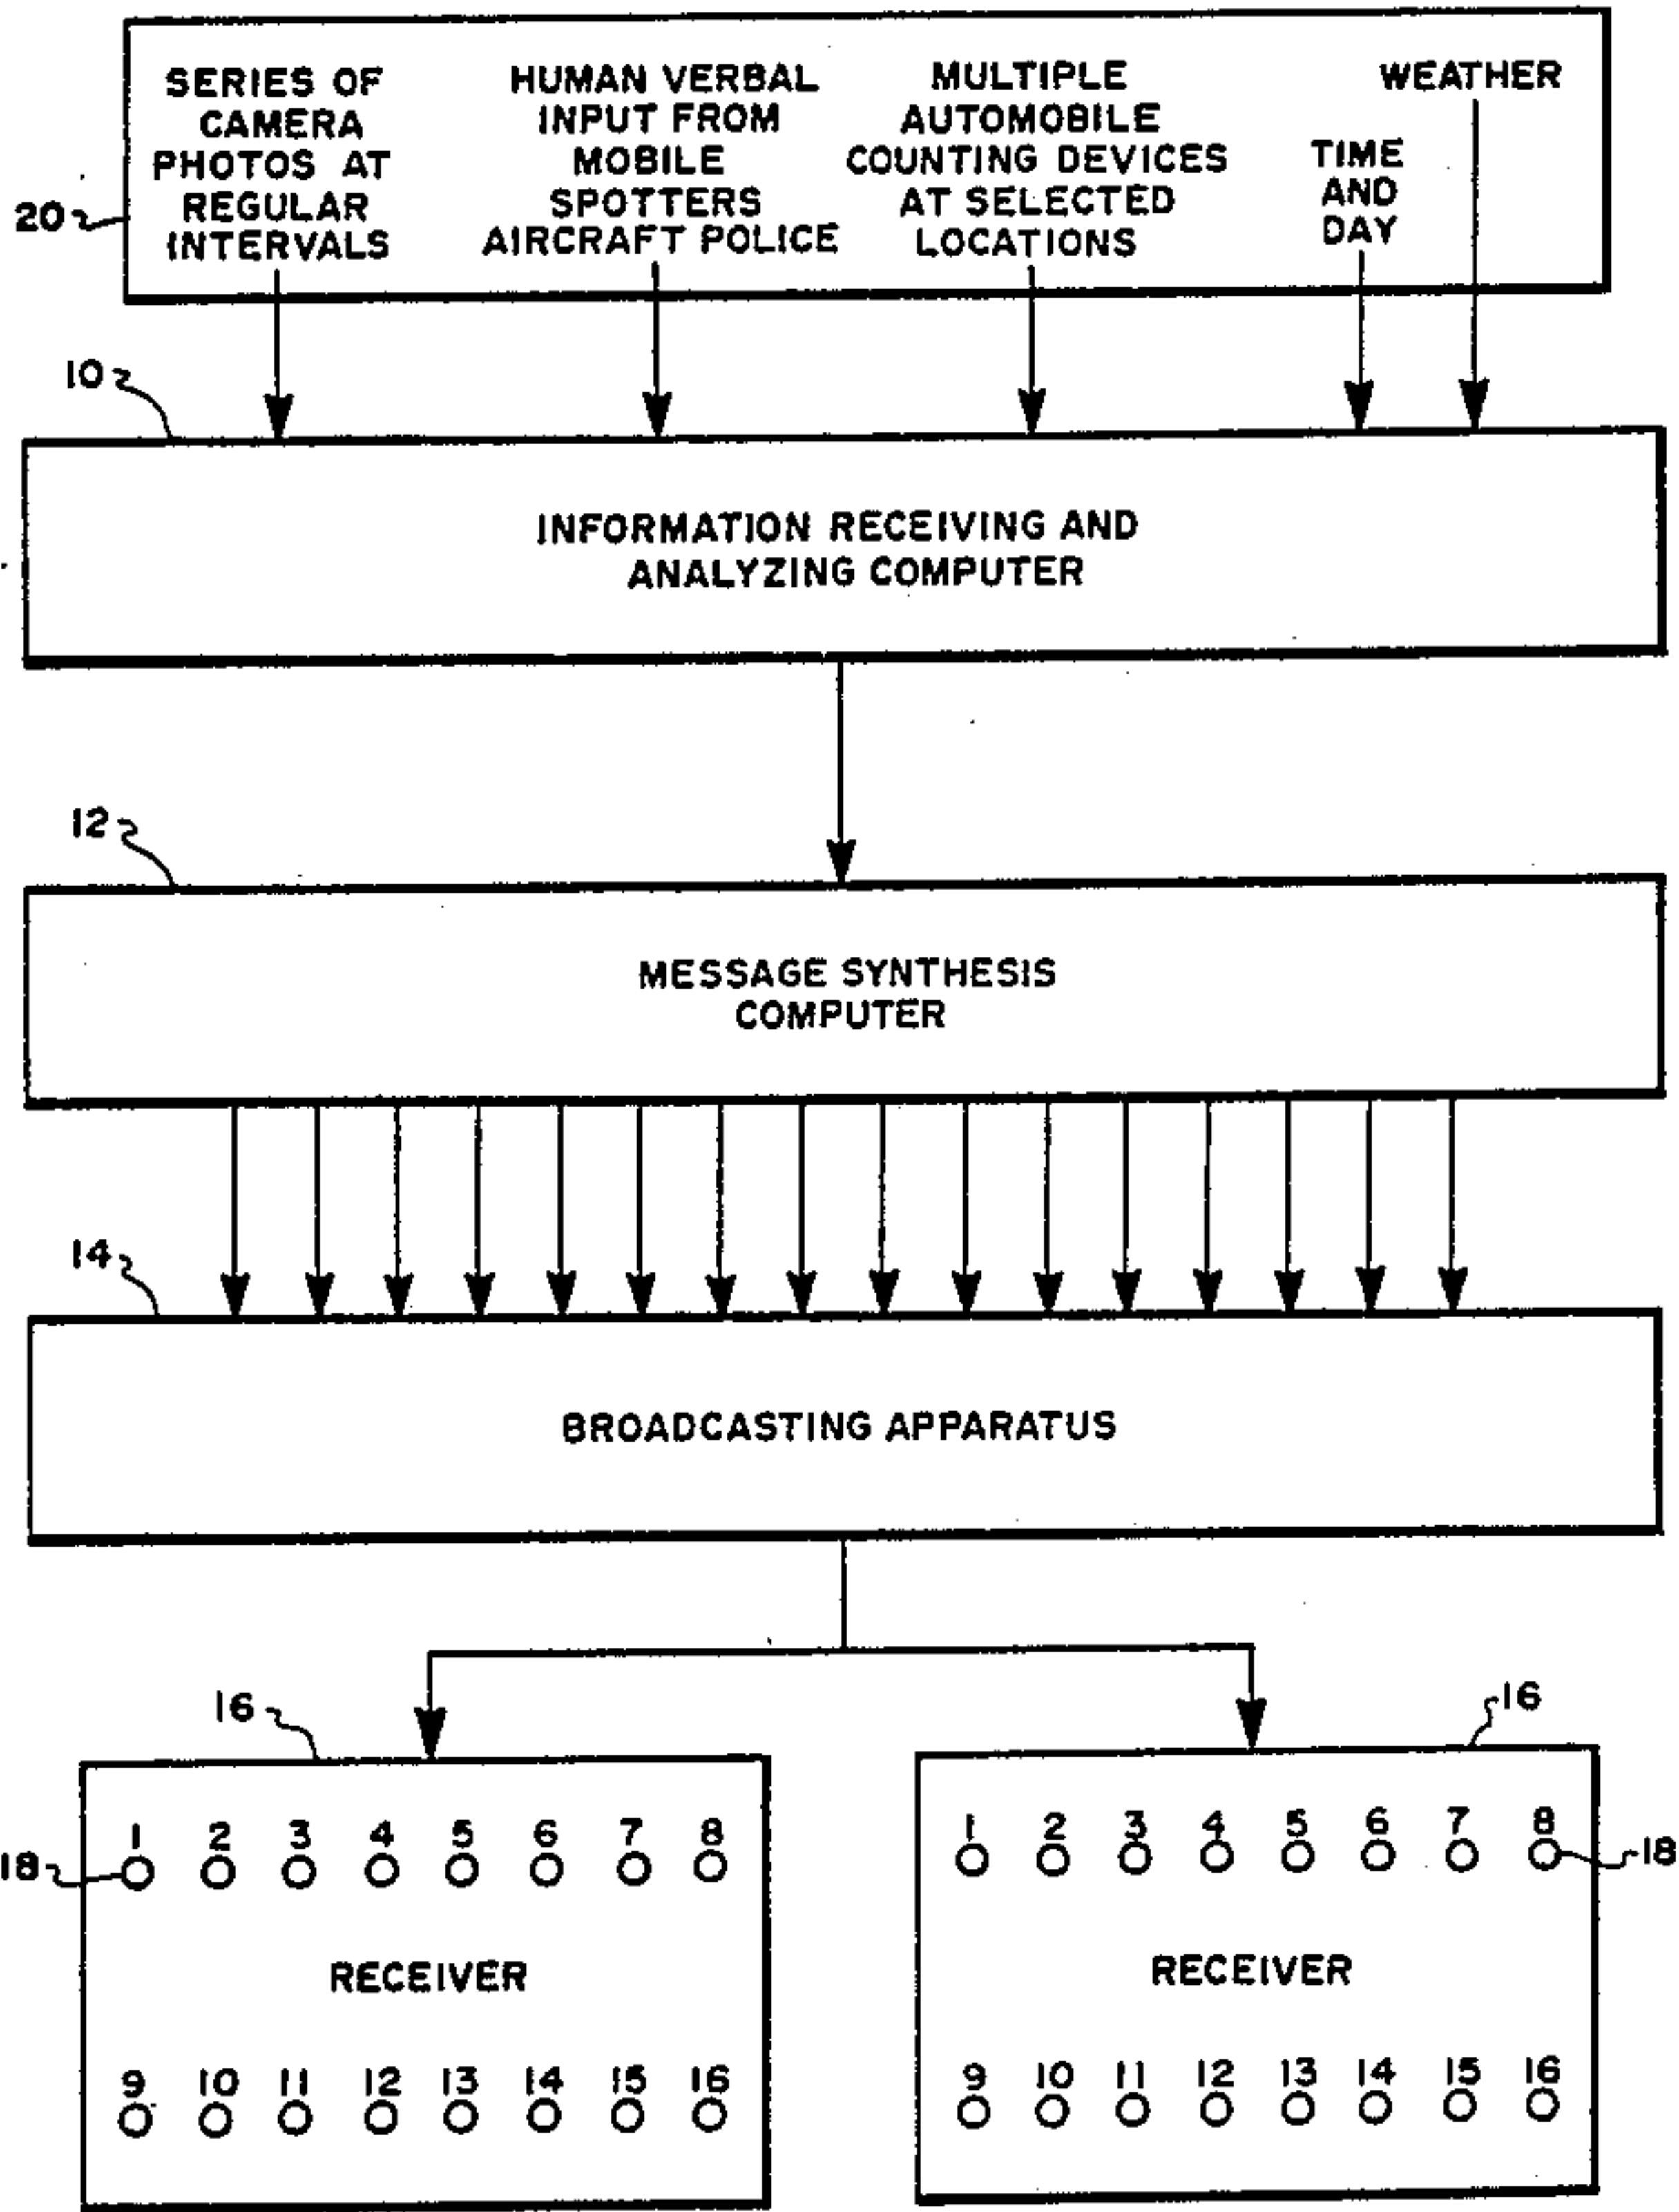 SERIES OF
CAMERA
PHOTOS AT
REGULAR
INTERVALS
HUMAN VERBAL
INPUT FROM
MOBILE
SPOTTERS
AIRCRAFT POLICE
MULTIPLE
AUTOMOBILE
COUNTING DEVICES
AT SELECTED
LOCATIONS
TIME
AND
DAY
WEATHER
20
10
INFORMATION RECEIVING AND
ANALYZING COMPUTER
12
MESSAGE SYNTHESIS
COMPUTER
14
BROADCASTING APPARATUS
16
1 2 3 4 5 6 7 8
18
RECEIVER
9 10 11 12 13 14 15 16
16
1 2 3 4 5 6 7 8
18
RECEIVER
9 10 11 12 13 14 15 16